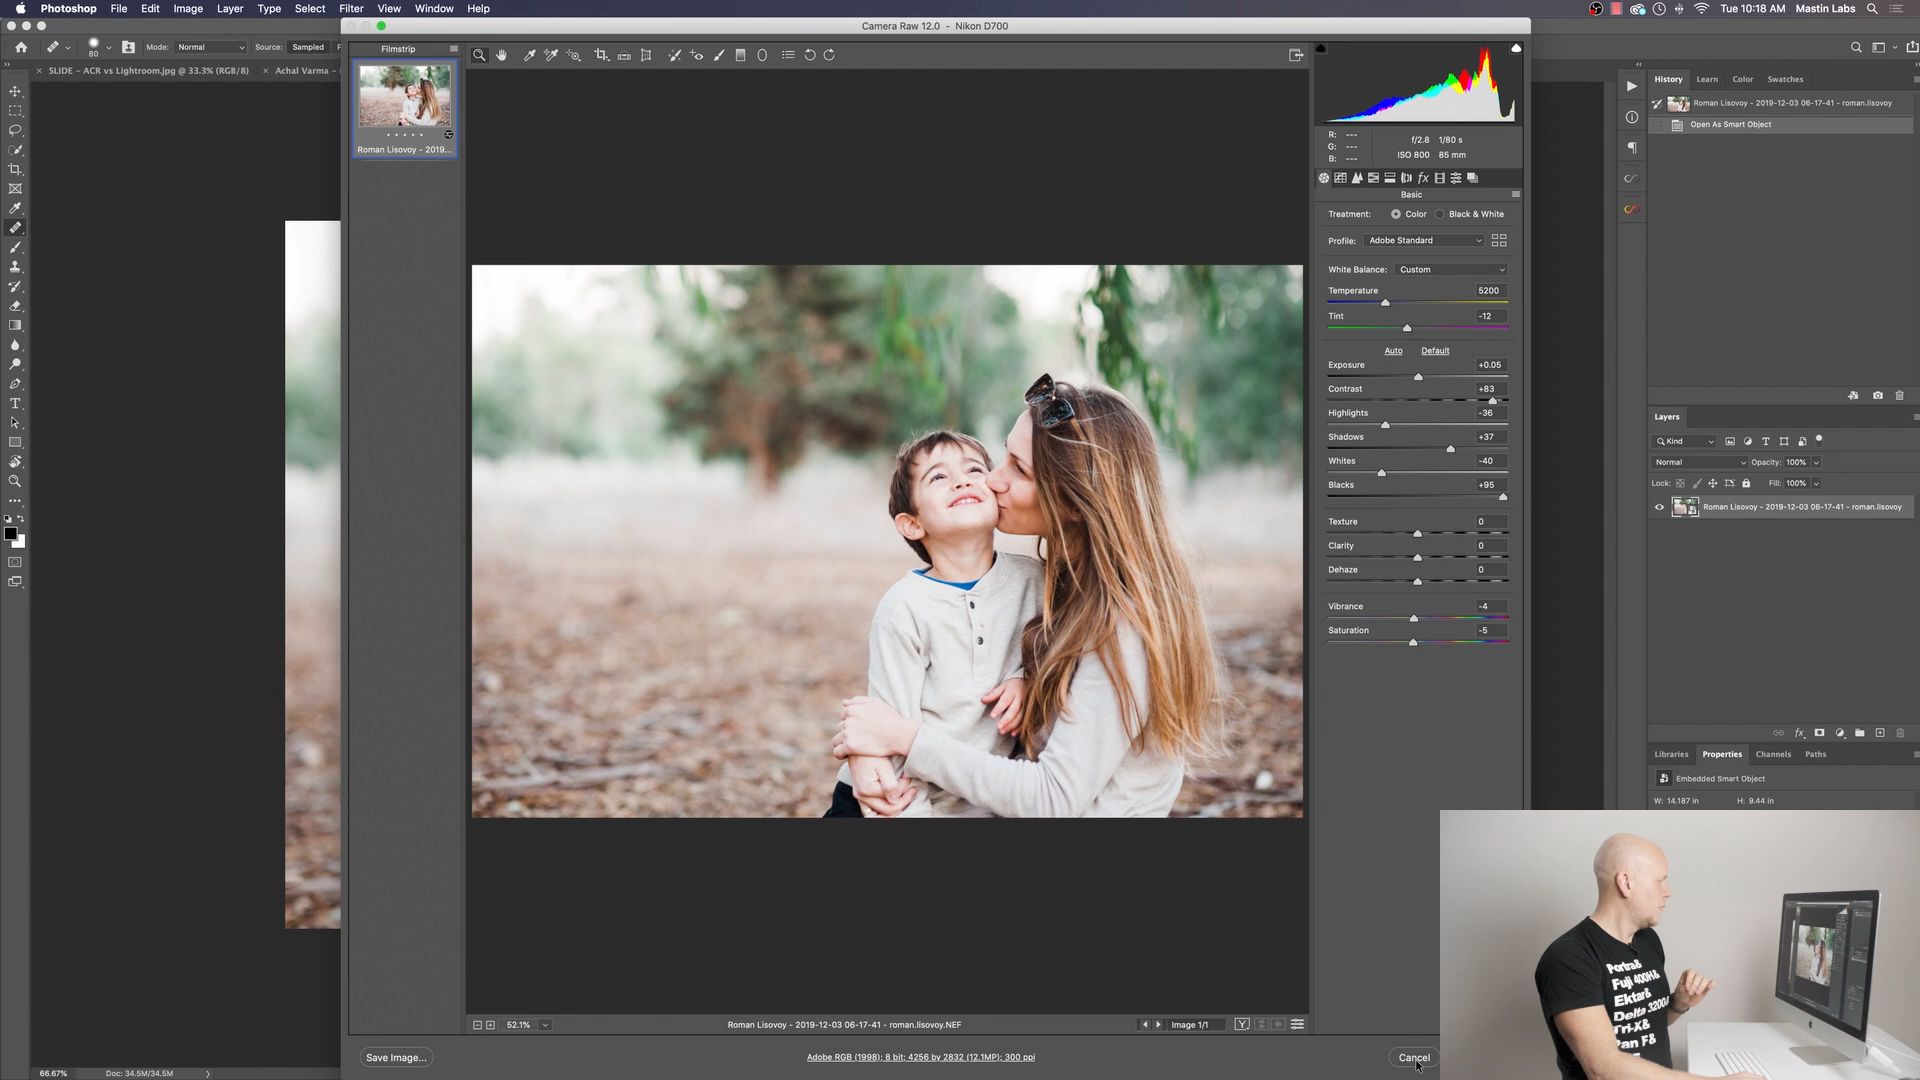 Photoshop File Edit Image Layer Type Select Filter View Window Help
Tue 10:18 AM Mastin Labs
Camera Raw 12.0 - Nikon D700
80 Mode: Normal Source: Sampled
SLIDE - ACR vs Lightroom.jpg @ 33.3% (RGB/8) × Achal Varma -
Filmstrip
Roman Lisovoy - 2019...
R: ---
G: ---
B: ---
f/2.8 1/80 s
ISO 800 85 mm
Basic
Treatment: Color Black & White
Profile: Adobe Standard
White Balance: Custom
Temperature 5200
Tint -12
Auto Default
Exposure +0.05
Contrast +83
Highlights -36
Shadows +37
Whites -40
Blacks +95
Texture 0
Clarity 0
Dehaze 0
Vibrance -4
Saturation -5
History Learn Color Swatches
Roman Lisovoy - 2019-12-03 06-17-41 - roman.lisovoy
Open As Smart Object
Layers
Kind
Normal Opacity: 100%
Lock: Fill: 100%
Roman Lisovoy - 2019-12-03 06-17-41 - roman.lisovoy
Libraries Properties Channels Paths
Embedded Smart Object
W: 14.187 in H: 9.44 in
52.1% Roman Lisovoy - 2019-12-03 06-17-41 - roman.lisovoy.NEF Image 1/1
Save Image... Adobe RGB (1998); 8 bit; 4256 by 2832 (12.1MP); 300 ppi Cancel
66.67% Doc: 34.5M/34.5M
Portra&
Fuji 400H&
Ektar&
Delta 3200&
Tri-X&
Pan F&